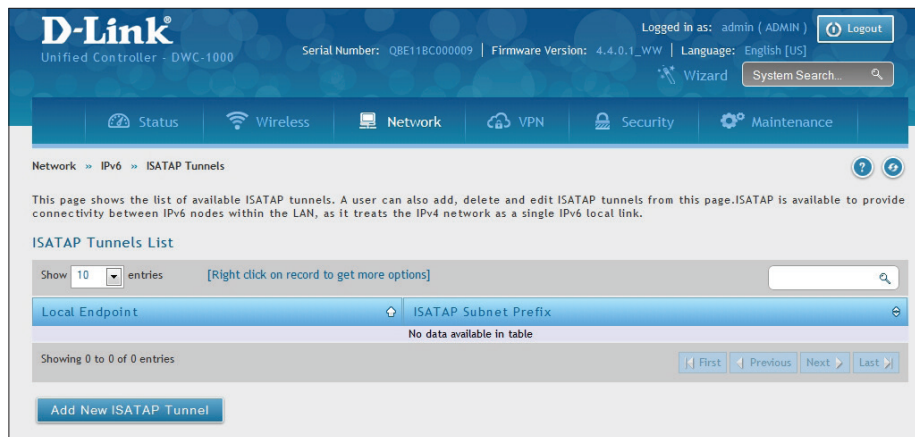 D-Link®
Logged in as: admin ( ADMIN ) Logout
Unified Controller - DWC-1000
Serial Number: QBE11BC000009 | Firmware Version: 4.4.0.1_WW | Language: English [US]
Wizard System Search...
Status Wireless Network VPN Security Maintenance
Network » IPv6 » ISATAP Tunnels
This page shows the list of available ISATAP tunnels. A user can also add, delete and edit ISATAP tunnels from this page.ISATAP is available to provide
connectivity between IPv6 nodes within the LAN, as it treats the IPv4 network as a single IPv6 local link.
ISATAP Tunnels List
Show 10 entries [Right click on record to get more options]
Local Endpoint ISATAP Subnet Prefix
No data available in table
Showing 0 to 0 of 0 entries First Previous Next Last
Add New ISATAP Tunnel